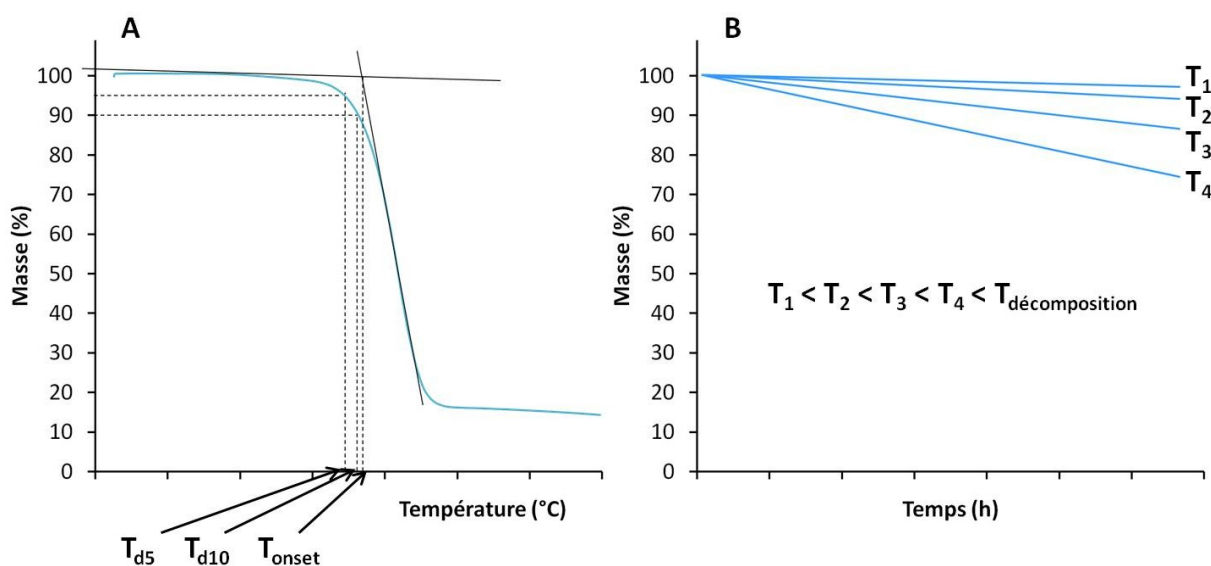 A
Masse (%)
100
90
80
70
60
50
40
30
20
10
0
Température (°C)
Td5 Td10 Tonset
B
Masse (%)
100
90
80
70
60
50
40
30
20
10
0
T1
T2
T3
T4
T1 < T2 < T3 < T4 < Tdécomposition
Temps (h)